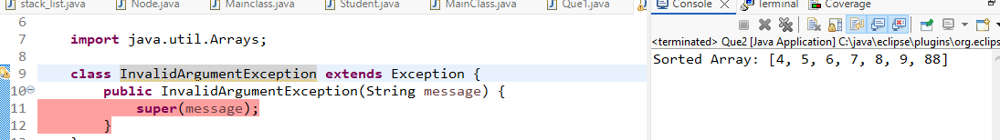 stack_list.java Node.java Mainclass.java Student.java MainClass.java Que1.java
Console Terminal Coverage
<terminated> Que2 [Java Application] C:\java\eclipse\plugins\org.eclips
Sorted Array: [4, 5, 6, 7, 8, 9, 88]
6
7 import java.util.Arrays;
8
9 class InvalidArgumentException extends Exception {
10 public InvalidArgumentException(String message) {
11 super(message);
12 }
13 }